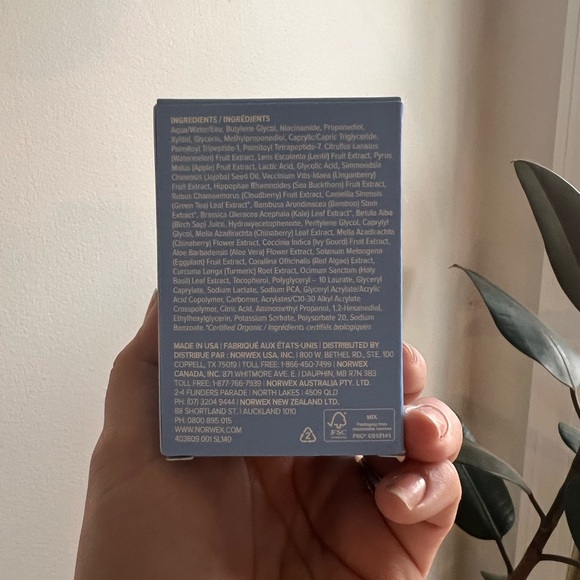 INGREDIENTS / INGRÉDIENTS
Aqua/Water/Eau, Butylene Glycol, Niacinamide, Propanediol,
Xylitol, Glycerin, Methylpropanediol, Caprylic/Capric Triglyceride,
Palmitoyl Tripeptide-1, Palmitoyl Tetrapeptide-7, Citrullus Lanatus
(Watermelon) Fruit Extract, Lens Esculenta (Lentil) Fruit Extract, Pyrus
Malus (Apple) Fruit Extract, Lactic Acid, Glycolic Acid, Simmondsia
Chinensis (Jojoba) Seed Oil, Vaccinium Vitis-Idaea (Lingonberry)
Fruit Extract, Hippophae Rhamnoides (Sea Buckthorn) Fruit Extract,
Rubus Chamaemorus (Cloudberry) Fruit Extract, Camellia Sinensis
(Green Tea) Leaf Extract*, Bambusa Arundinacea (Bamboo) Stem
Extract*, Brassica Oleracea Acephala (Kale) Leaf Extract*, Betula Alba
(Birch Sap) Juice, Hydroxyacetophenone, Pentylene Glycol, Caprylyl
Glycol, Melia Azadirachta (Chinaberry) Leaf Extract, Melia Azadirachta
(Chinaberry) Flower Extract, Coccinia Indica (Ivy Gourd) Fruit Extract,
Aloe Barbadensis (Aloe Vera) Flower Extract, Solanum Melongena
(Eggplant) Fruit Extract, Corallina Officinalis (Red Algae) Extract,
Curcuma Longa (Turmeric) Root Extract, Ocimum Sanctum (Holy
Basil) Leaf Extract, Tocopherol, Polyglyceryl – 10 Laurate, Glyceryl
Caprylate, Sodium Lactate, Sodium PCA, Glyceryl Acrylate/Acrylic
Acid Copolymer, Carbomer, Acrylates/C10-30 Alkyl Acrylate
Crosspolymer, Citric Acid, Aminomethyl Propanol, 1,2-Hexanediol,
Ethylhexylglycerin, Potassium Sorbate, Polysorbate 20, Sodium
Benzoate. *Certified Organic / Ingrédients certifiés biologiques
MADE IN USA | FABRIQUÉ AUX ÉTATS-UNIS | DISTRIBUTED BY
DISTRIBUE PAR : NORWEX USA, INC. | 800 W. BETHEL RD., STE. 100
COPPELL, TX 75019 | TOLL FREE: 1-866-450-7499 | NORWEX
CANADA, INC. 871 WHITMORE AVE. E. | DAUPHIN, MB R7N 3B3
TOLL FREE: 1-877-766-7939 | NORWEX AUSTRALIA PTY. LTD.
2-4 FLINDERS PARADE | NORTH LAKES | 4509 QLD
PH: (07) 3204 9444 | NORWEX NEW ZEALAND LTD.
88 SHORTLAND ST. | AUCKLAND 1010
PH. 0800 895 015
WWW.NORWEX.COM
403809 001 SL140
2
FSC
MIX
Packaging from
responsible sources